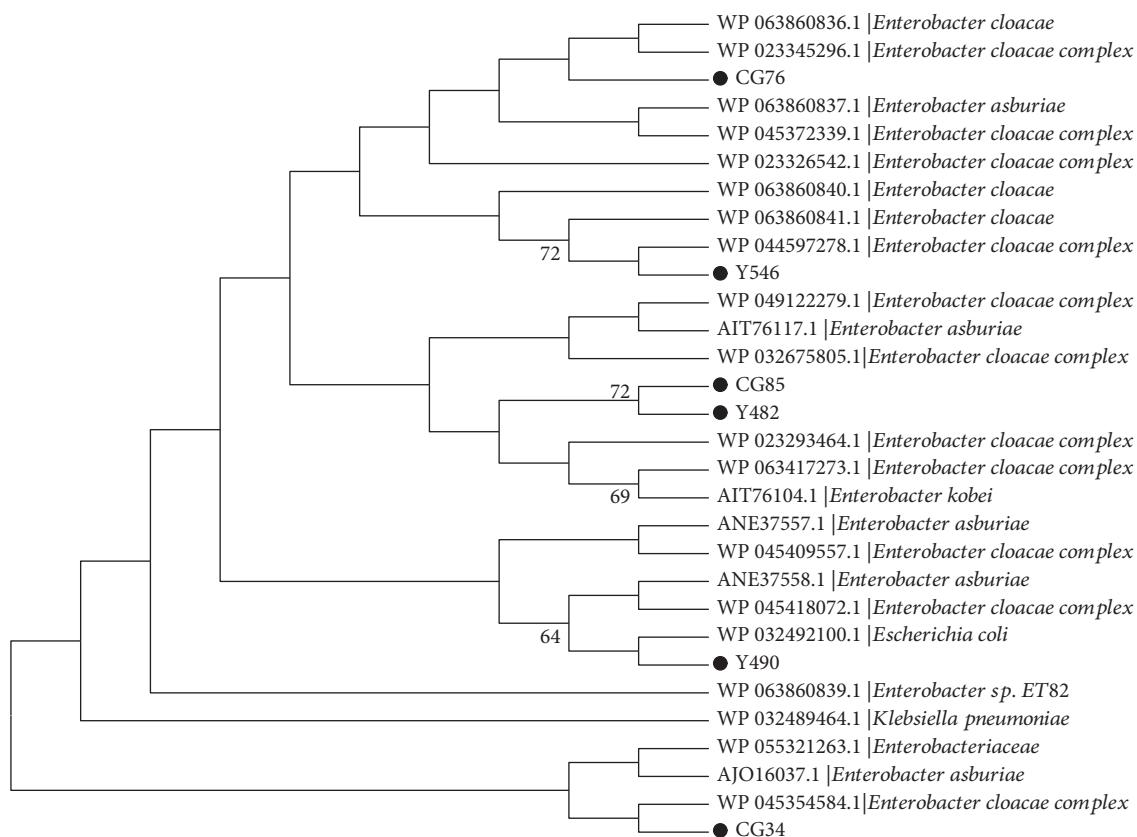 WP 063860836.1 |Enterobacter cloacae
WP 023345296.1 |Enterobacter cloacae complex
CG76
WP 063860837.1 |Enterobacter asburiae
WP 045372339.1 |Enterobacter cloacae complex
WP 023326542.1 |Enterobacter cloacae complex
WP 063860840.1 |Enterobacter cloacae
WP 063860841.1 |Enterobacter cloacae
WP 044597278.1 |Enterobacter cloacae complex
72
Y546
WP 049122279.1 |Enterobacter cloacae complex
AIT76117.1 |Enterobacter asburiae
WP 032675805.1|Enterobacter cloacae complex
72
CG85
Y482
WP 023293464.1 |Enterobacter cloacae complex
WP 063417273.1 |Enterobacter cloacae complex
69
AIT76104.1 |Enterobacter kobei
ANE37557.1 |Enterobacter asburiae
WP 045409557.1 |Enterobacter cloacae complex
ANE37558.1 |Enterobacter asburiae
WP 045418072.1 |Enterobacter cloacae complex
64
WP 032492100.1 |Escherichia coli
Y490
WP 063860839.1 |Enterobacter sp. ET82
WP 032489464.1 |Klebsiella pneumoniae
WP 055321263.1 |Enterobacteriaceae
AJO16037.1 |Enterobacter asburiae
WP 045354584.1|Enterobacter cloacae complex
CG34